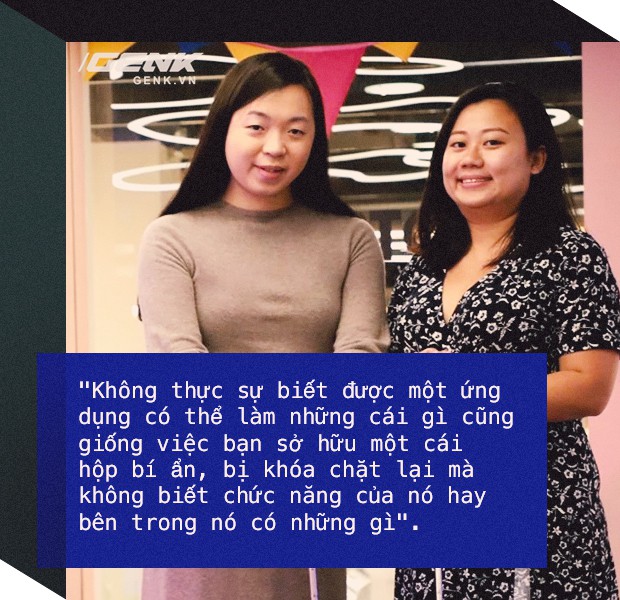 GENK
GENK.VN
"Không thực sự biết được một ứng
dụng có thể làm những cái gì cũng
giống việc bạn sở hữu một cái
hộp bí ẩn, bị khóa chặt lại mà
không biết chức năng của nó hay
bên trong nó có những gì".